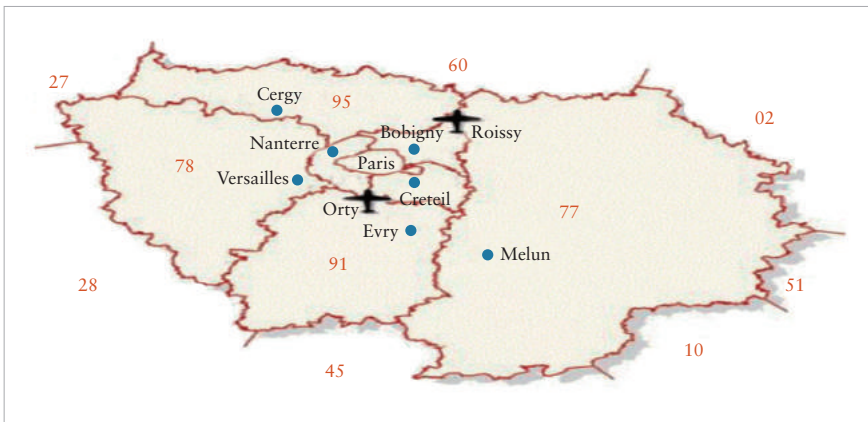 60
27
02
Cergy
95
Bobigny
Roissy
Nanterre
Paris
78
Versailles
Creteil
Orty
77
Evry
Melun
91
28
51
10
45